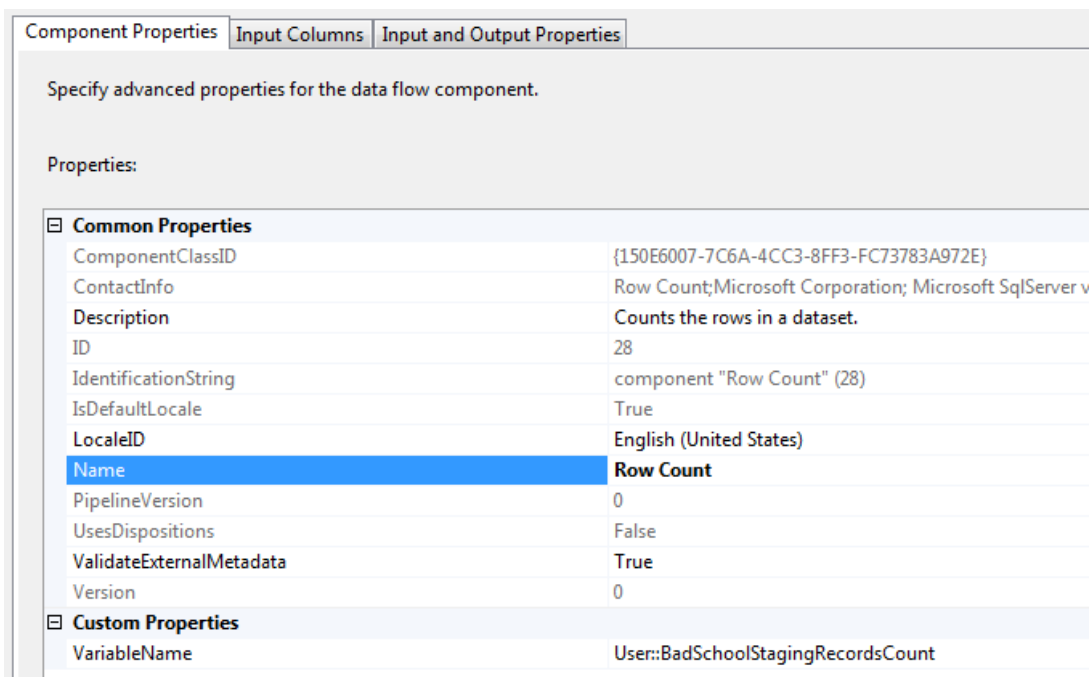 Component Properties Input Columns Input and Output Properties
Specify advanced properties for the data flow component.
Properties:
Common Properties
ComponentClassID {150E6007-7C6A-4CC3-8FF3-FC73783A972E}
ContactInfo Row Count;Microsoft Corporation; Microsoft SqlServer v
Description Counts the rows in a dataset.
ID 28
IdentificationString component "Row Count" (28)
IsDefaultLocale True
LocaleID English (United States)
Name Row Count
PipelineVersion 0
UsesDispositions False
ValidateExternalMetadata True
Version 0
Custom Properties
VariableName User::BadSchoolStagingRecordsCount